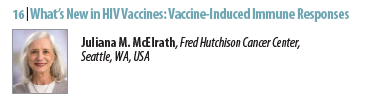 16 | What's New in HIV Vaccines: Vaccine-Induced Immune Responses
Juliana M. McElrath, Fred Hutchison Cancer Center,
Seattle, WA, USA